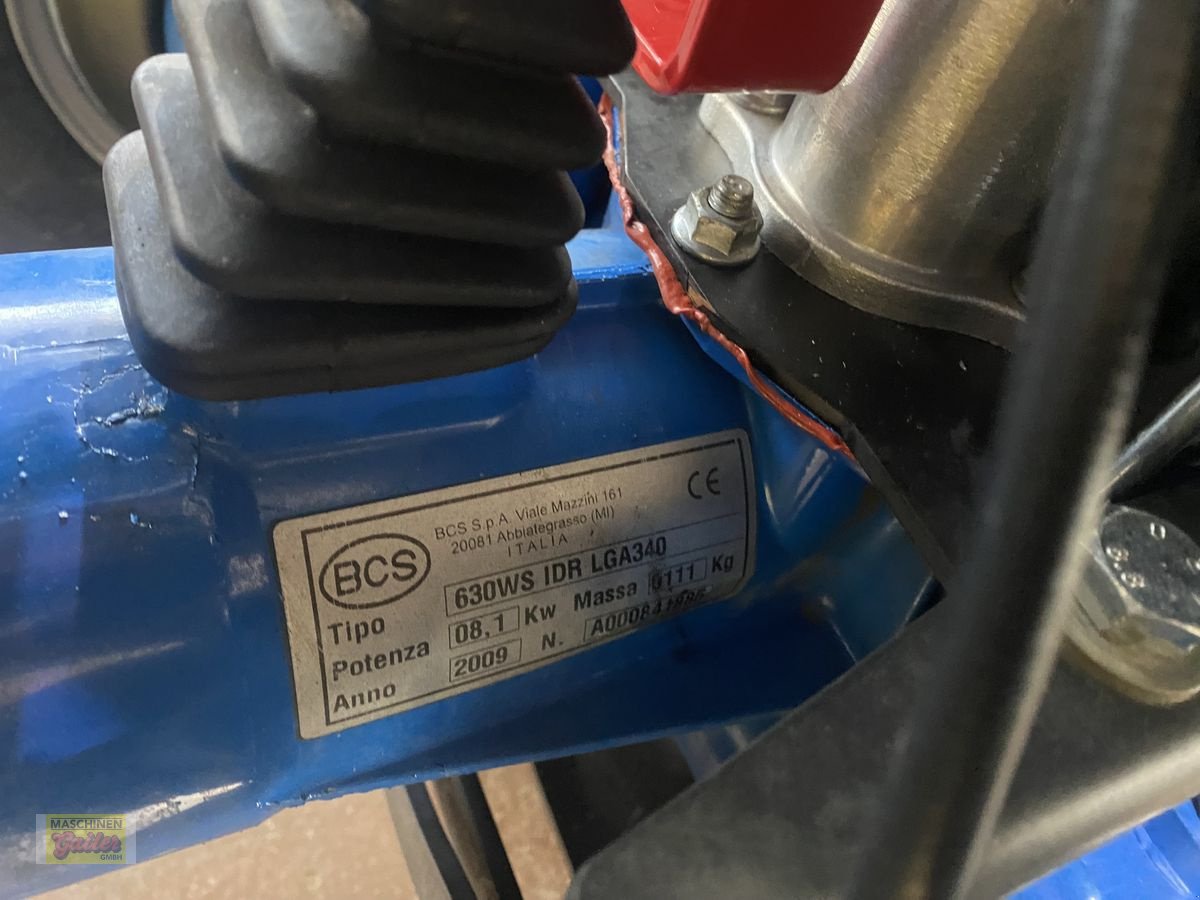 BCS
BCS S.p.A. Viale Mazzini 161
20081 Abbiategrasso (MI)
ITALIA
CE
Tipo 630WS IDR LGA340
Potenza 08,1 Kw Massa 0111 Kg
Anno 2009 N.
MASCHINEN
Gailer
GMBH